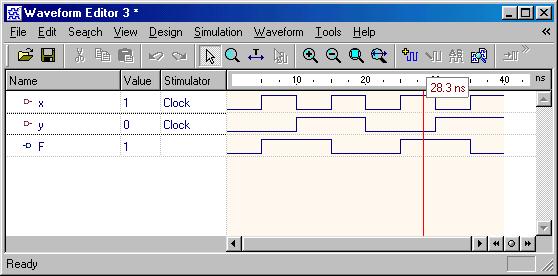 Waveform Editor 3 *
File Edit Search View Design Simulation Waveform Tools Help
Name Value Stimulator 10 20 40 ns
28.3 ns
x 1 Clock
y 0 Clock
F 1
Ready